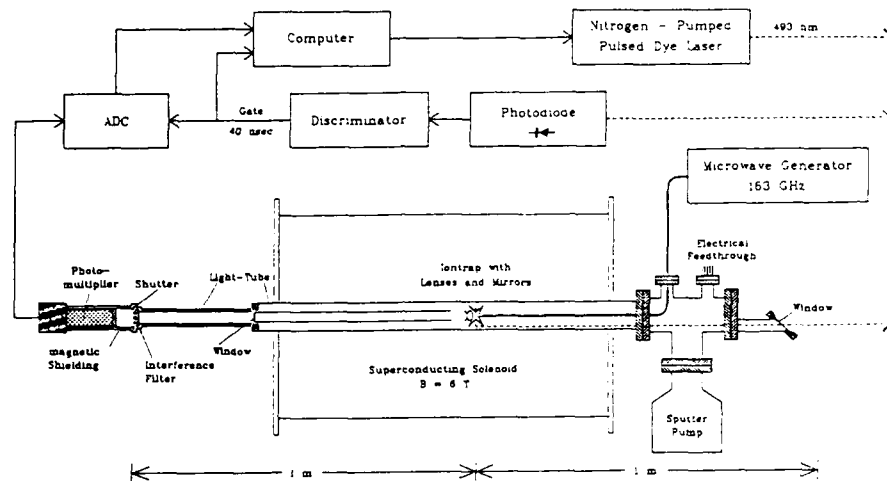 Computer
Nitrogen - Pumped
Pulsed Dye Laser
493 nm
ADC
Gate
40 nsec
Discriminator
Photodiode
Microwave Generator
163 GHz
Electrical
Feedthrough
Photo-
multiplier
Shutter
Light-Tube
Iontrap with
Lenses and Mirrors
Window
magnetic
Shielding
Interference
Filter
Window
Superconducting Solenoid
B = 6 T
Sputter
Pump
1 m
1 m